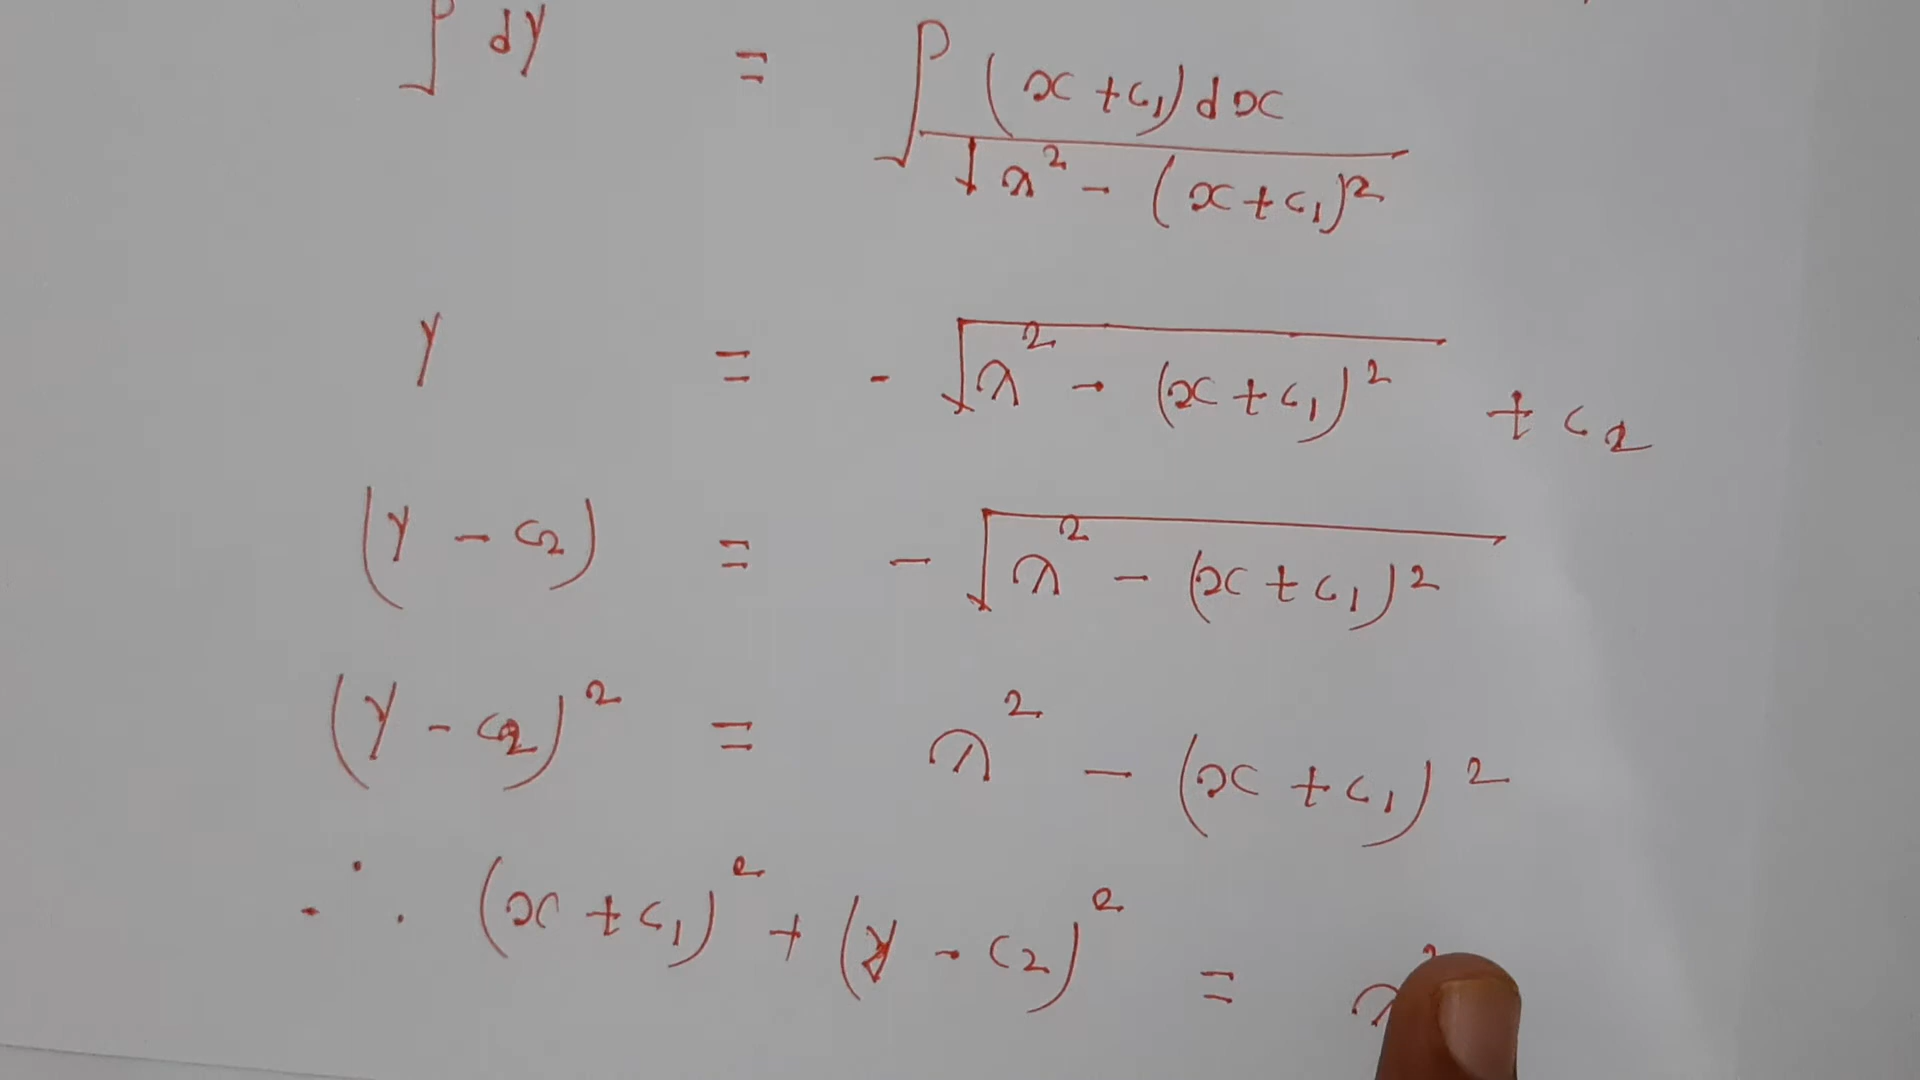 ∫ dy = ∫ (x + c₁) dx / √(λ² - (x + c₁)²)
y = - √(λ² - (x + c₁)²) + c₂
(y - c₂) = - √(λ² - (x + c₁)²)
(y - c₂)² = λ² - (x + c₁)²
∴ (x + c₁)² + (y - c₂)² = λ²